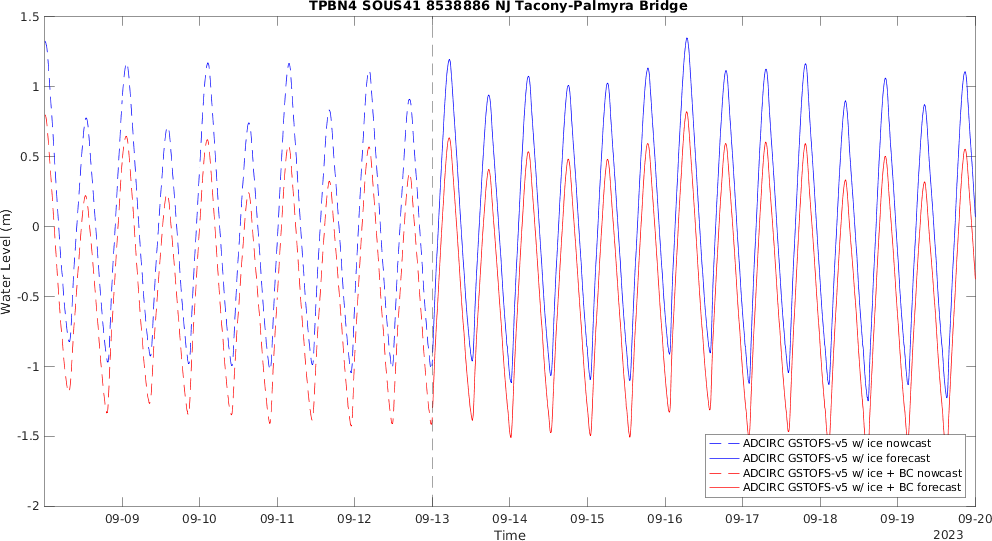 TPBN4 SOUS41 8538886 NJ Tacony-Palmyra Bridge
1.5
1
0.5
0
-0.5
-1
-1.5
-2
Water Level (m)
ADCIRC GSTOFS-v5 w/ ice nowcast
ADCIRC GSTOFS-v5 w/ ice forecast
ADCIRC GSTOFS-v5 w/ ice + BC nowcast
ADCIRC GSTOFS-v5 w/ ice + BC forecast
09-09 09-10 09-11 09-12 09-13 09-14 09-15 09-16 09-17 09-18 09-19 09-20
Time
2023